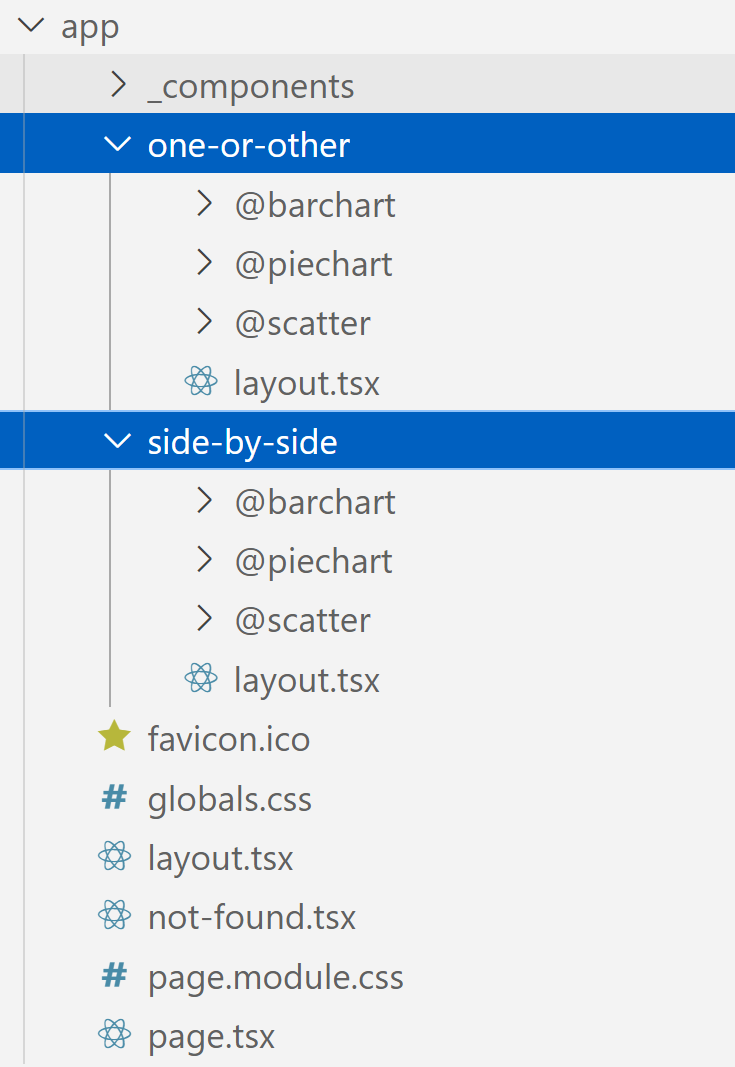 app
_components
one-or-other
@barchart
@piechart
@scatter
layout.tsx
side-by-side
@barchart
@piechart
@scatter
layout.tsx
favicon.ico
# globals.css
layout.tsx
not-found.tsx
# page.module.css
page.tsx